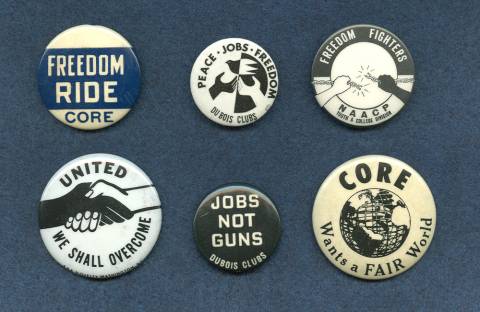 FREEDOM
RIDE
CORE
PEACE · JOBS · FREEDOM
DUBOIS CLUBS
FREEDOM FIGHTERS
NAACP
YOUTH & COLLEGE DIVISION
UNITED
WE SHALL OVERCOME
JOBS
NOT
GUNS
DUBOIS CLUBS
CORE
Wants a FAIR World